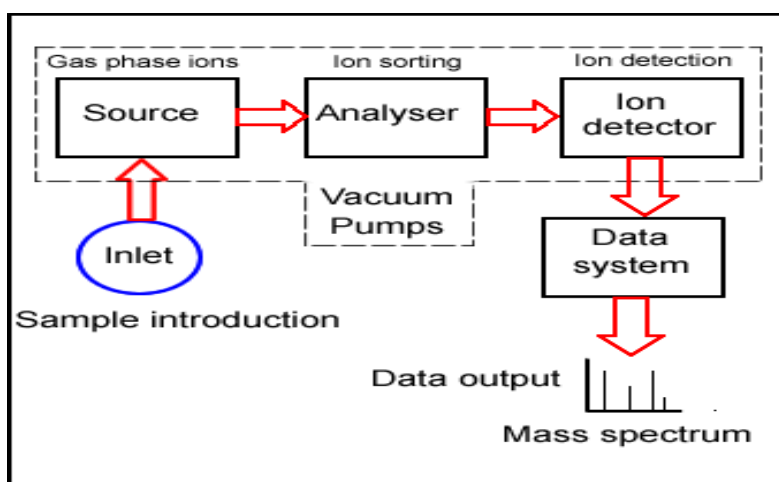 Gas phase ions
Ion sorting
Ion detection
Source
Analyser
Ion
detector
Vacuum
Pumps
Inlet
Data
system
Sample introduction
Data output
Mass spectrum